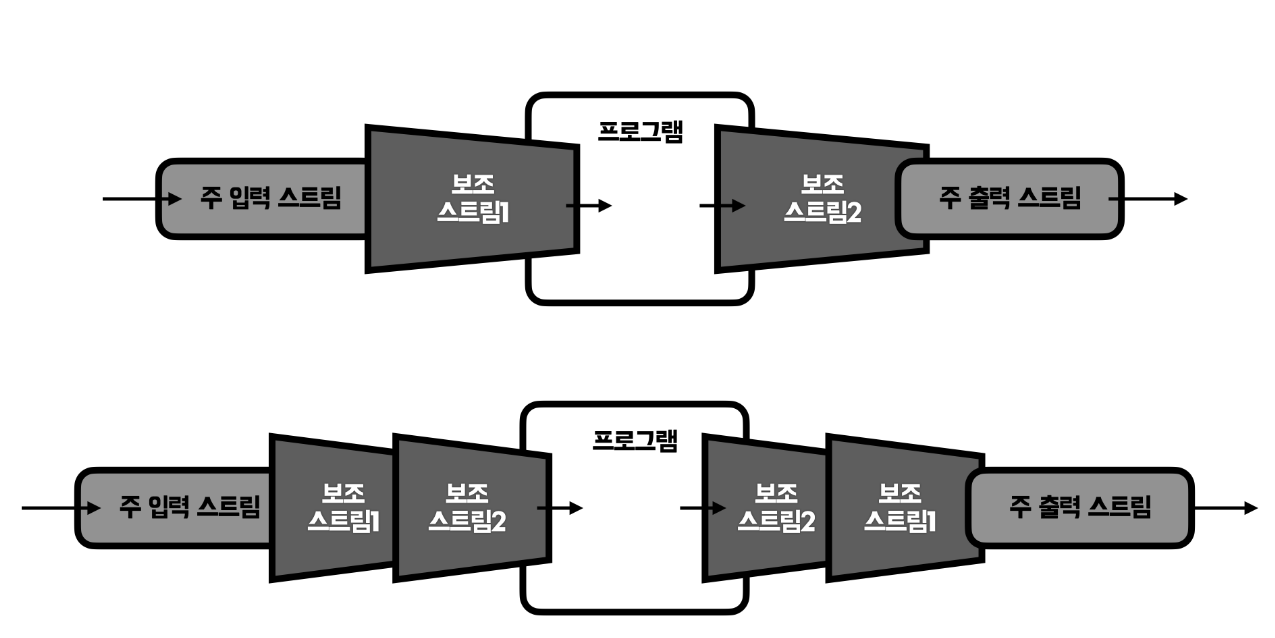 프로그램
주 입력 스트림
보조
스트림1
보조
스트림2
주 출력 스트림
프로그램
주 입력 스트림
보조
스트림1
보조
스트림2
보조
스트림2
보조
스트림1
주 출력 스트림